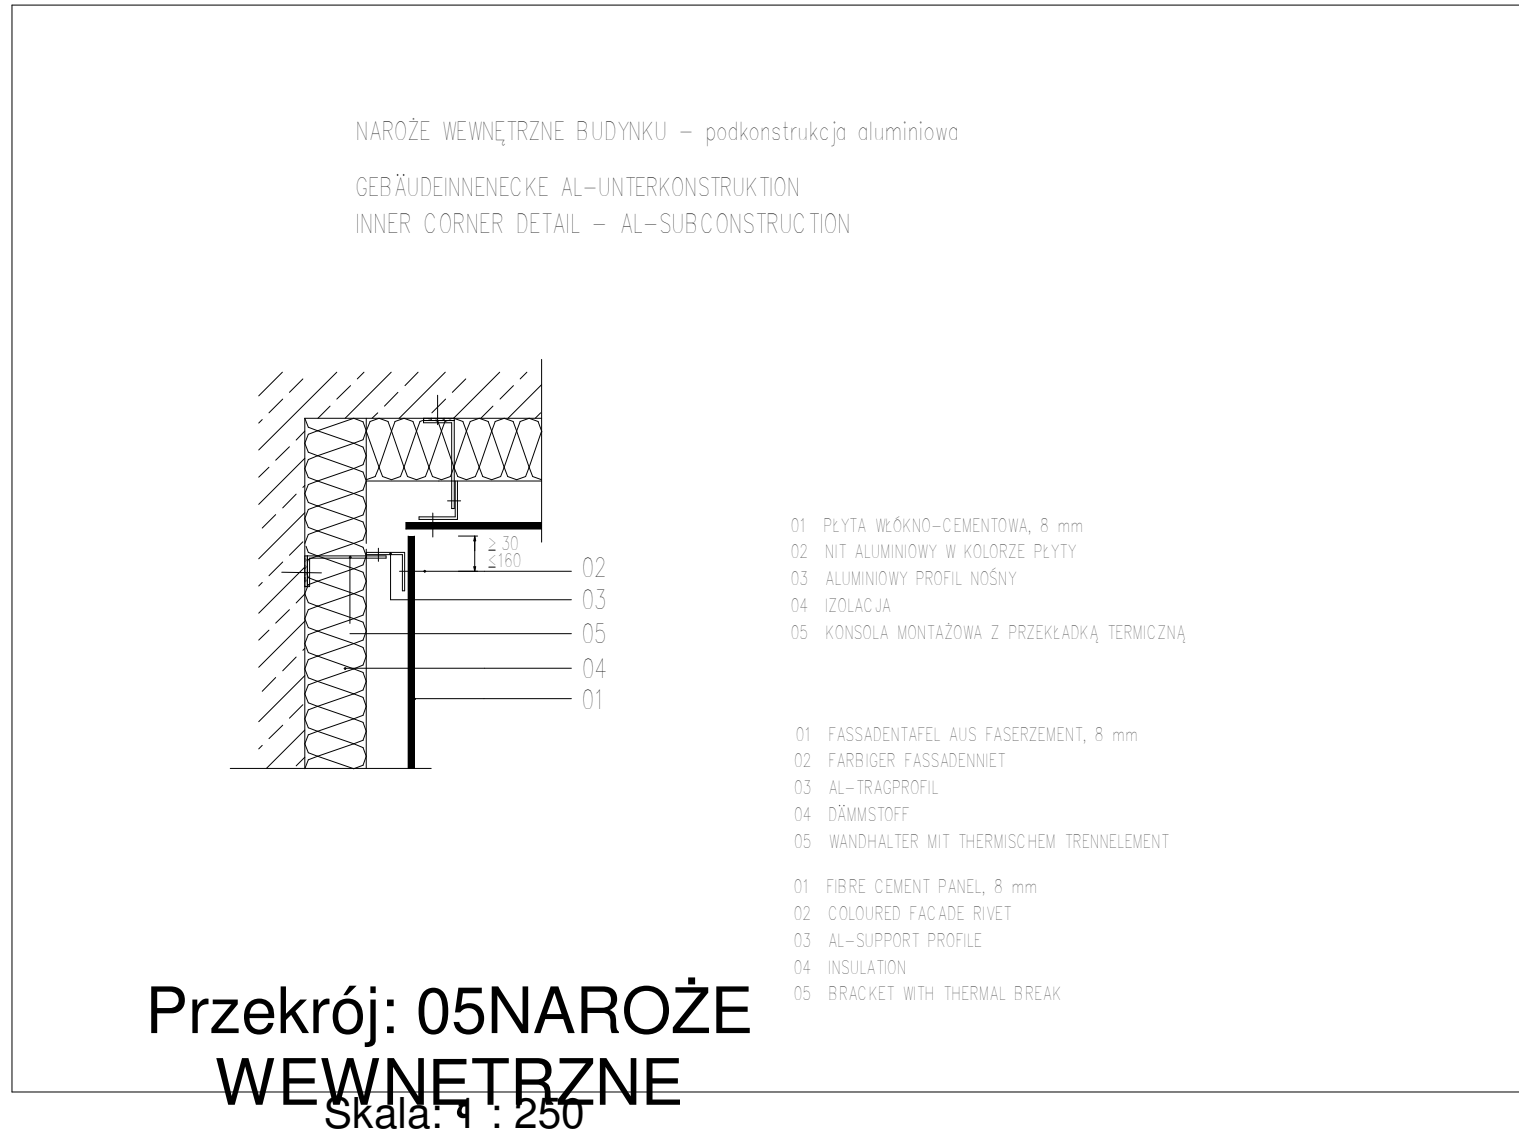 NAROŻE WEWNĘTRZNE BUDYNKU – podkonstrukcja aluminiowa
GEBÄUDEINNENECKE AL–UNTERKONSTRUKTION
INNER CORNER DETAIL – AL–SUBCONSTRUCTION
≥ 30
≤160
02
03
05
04
01
01 PŁYTA WŁÓKNO–CEMENTOWA, 8 mm
02 NIT ALUMINIOWY W KOLORZE PŁYTY
03 ALUMINIOWY PROFIL NOŚNY
04 IZOLACJA
05 KONSOLA MONTAŻOWA Z PRZEKŁADKĄ TERMICZNĄ
01 FASSADENTAFEL AUS FASERZEMENT, 8 mm
02 FARBIGER FASSADENNIET
03 AL–TRAGPROFIL
04 DÄMMSTOFF
05 WANDHALTER MIT THERMISCHEM TRENNELEMENT
01 FIBRE CEMENT PANEL, 8 mm
02 COLOURED FACADE RIVET
03 AL–SUPPORT PROFILE
04 INSULATION
05 BRACKET WITH THERMAL BREAK
Przekrój: 05NAROŻE
WEWNĘTRZNE
Skala: 1 : 250